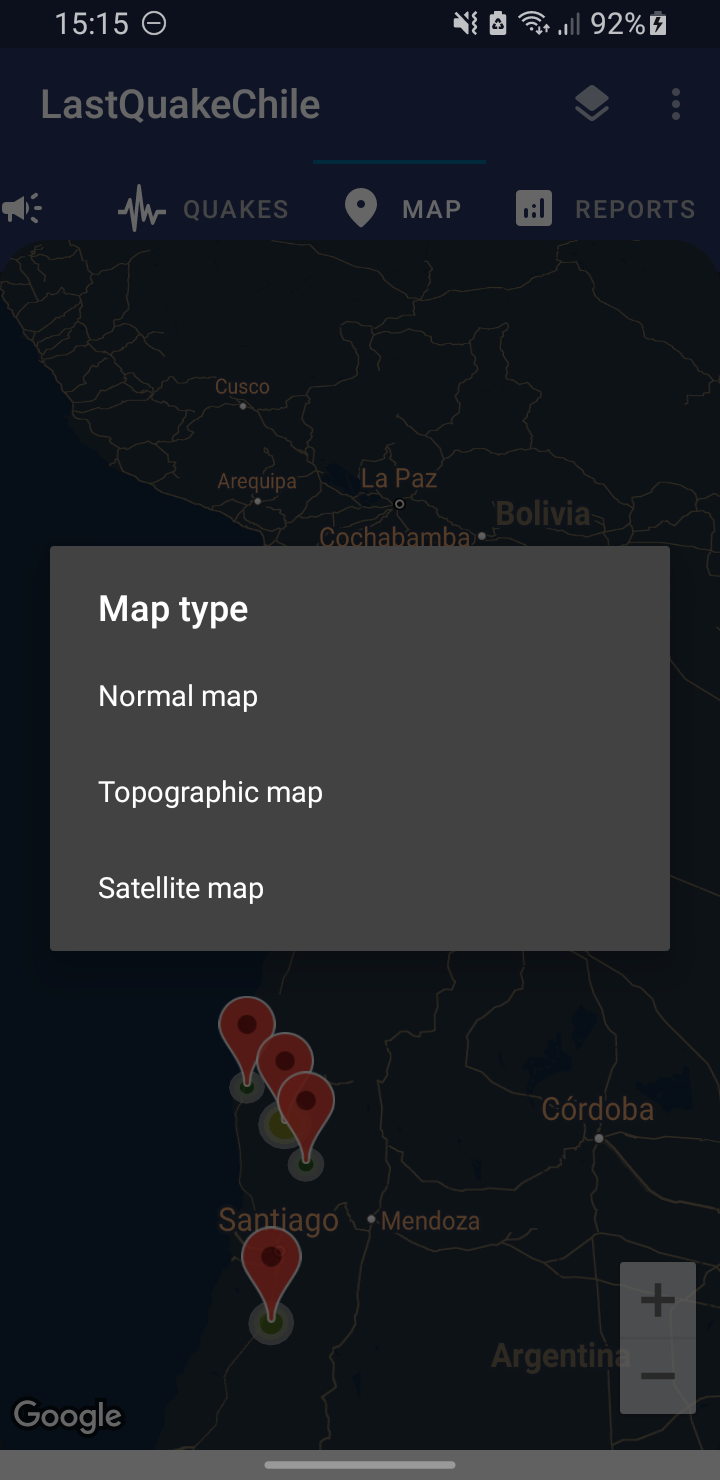 15:15 92%
LastQuakeChile
QUAKES MAP REPORTS
Cusco
Arequipa
La Paz
Bolivia
Cochabamba
Map type
Normal map
Topographic map
Satellite map
Córdoba
Santiago
Mendoza
Argentina
Google